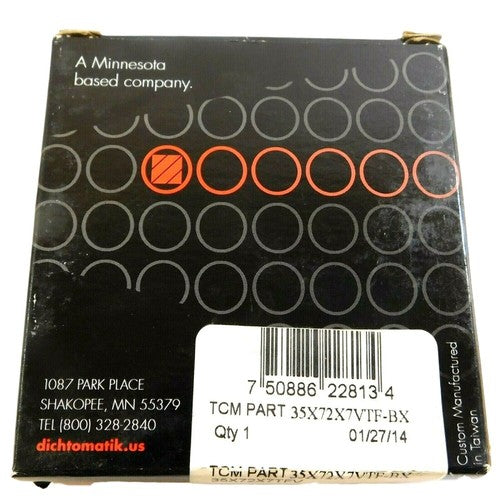 A Minnesota
based company.
1087 PARK PLACE
SHAKOPEE, MN 55379
TEL (800) 328-2840
dichtomatik.us
7 50886 22813 4
TCM PART 35X72X7VTF-BX
Qty 1 01/27/14
TCM PART 35X72X7VTF-BX
Custom Manufactured
In Taiwan